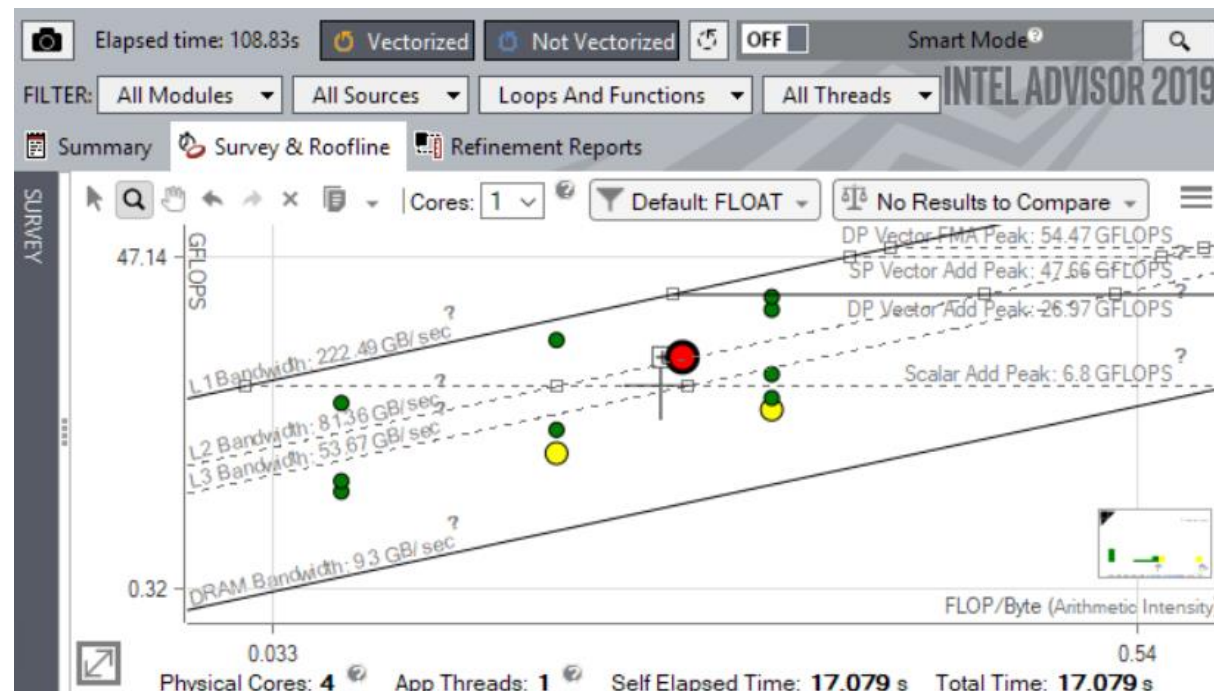 Elapsed time: 108.83s Vectorized Not Vectorized OFF Smart Mode?
FILTER: All Modules All Sources Loops And Functions All Threads INTEL ADVISOR 2019
Summary Survey & Roofline Refinement Reports
SURVEY
Cores: 1 ? Default: FLOAT No Results to Compare
GFLOPS
47.14
DP Vector FMA Peak: 54.47 GFLOPS
?
SP Vector Add Peak: 47.66 GFLOPS
?
DP Vector Add Peak: 26.97 GFLOPS
?
Scalar Add Peak: 6.8 GFLOPS
?
L1 Bandwidth: 222.49 GB/sec
?
L2 Bandwidth: 81.36 GB/sec
?
L3 Bandwidth: 53.67 GB/sec
?
DRAM Bandwidth: 9.3 GB/sec
0.32
FLOP/Byte (Arithmetic Intensity
0.033 0.54
Physical Cores: 4 ? App Threads: 1 ? Self Elapsed Time: 17.079 s Total Time: 17.079 s